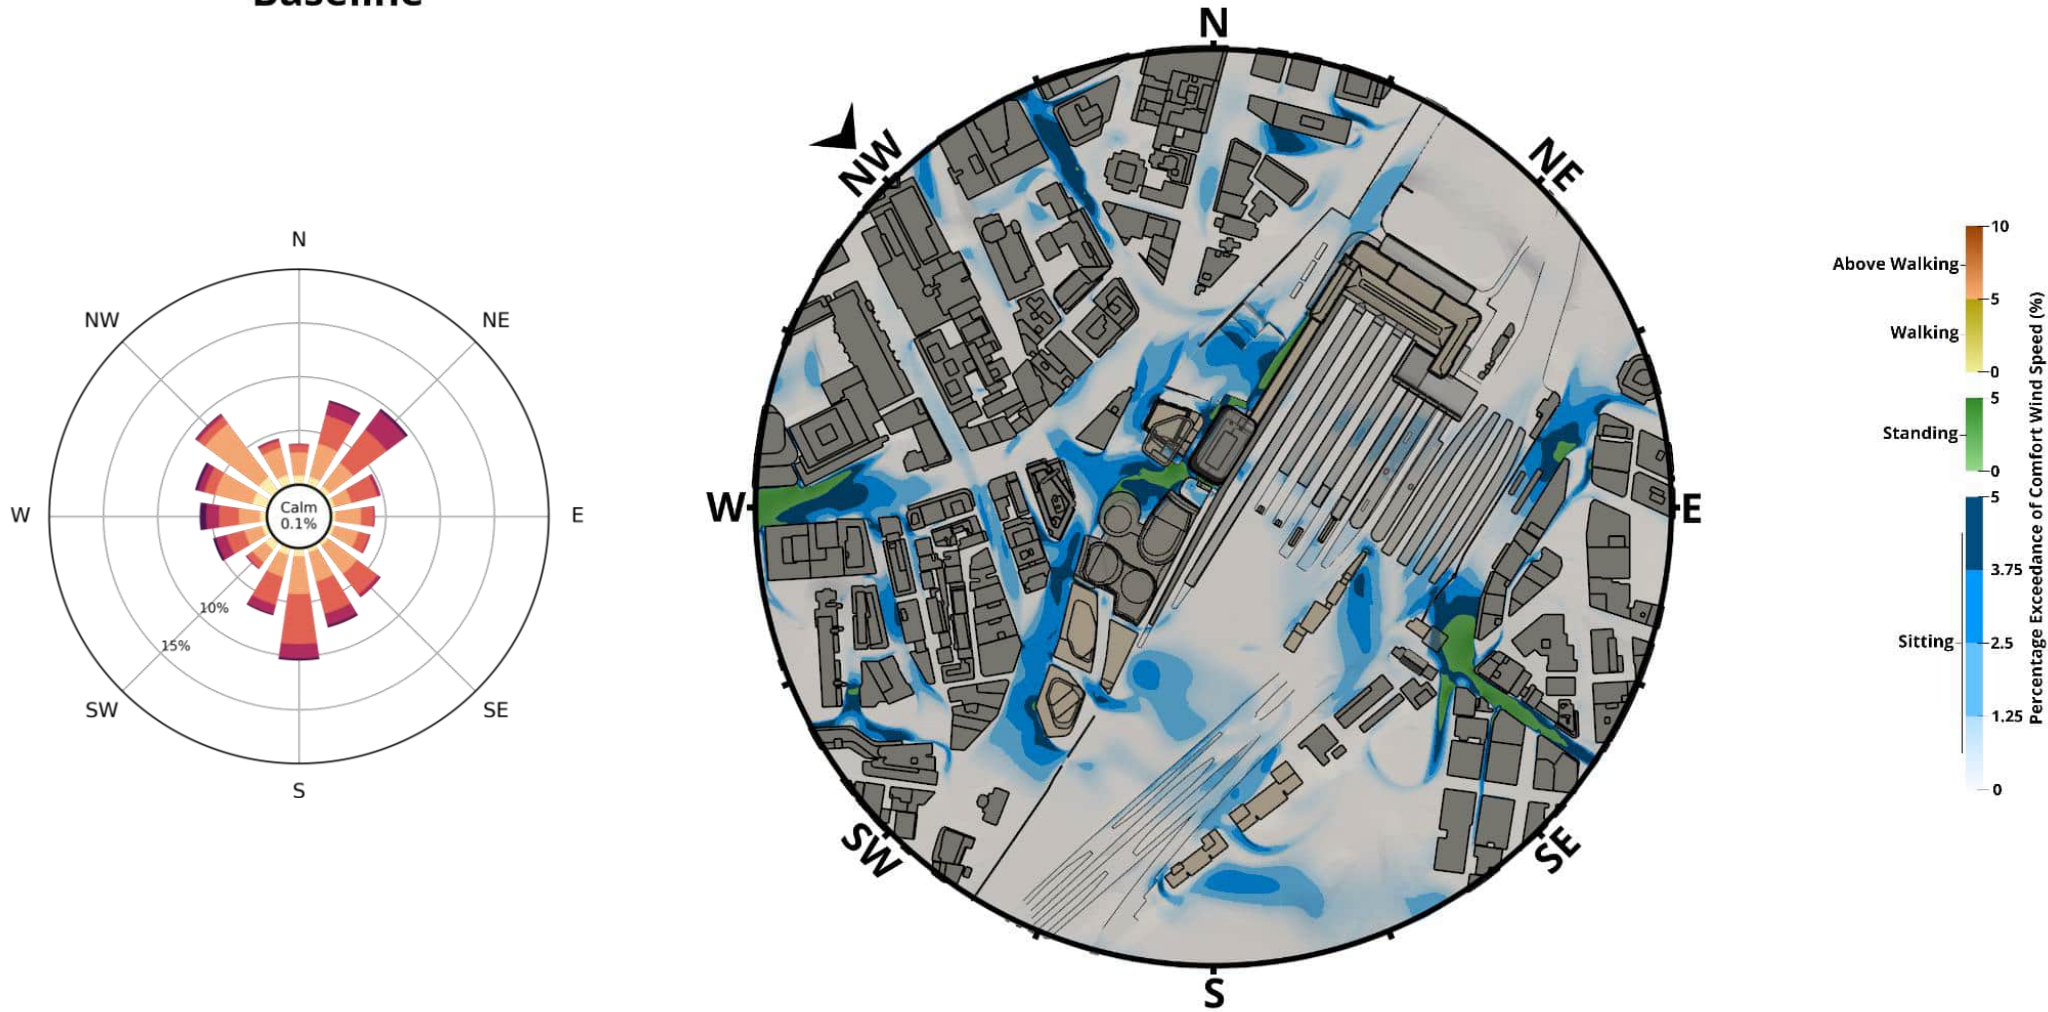 Baseline
N
NW
NE
W
E
SW
SE
S
Calm
0.1%
10%
15%
N
NW
NE
W
E
SW
SE
S
Above Walking
Walking
Standing
Sitting
10
5
0
5
0
5
3.75
2.5
1.25
0
Percentage Exceedance of Comfort Wind Speed (%)